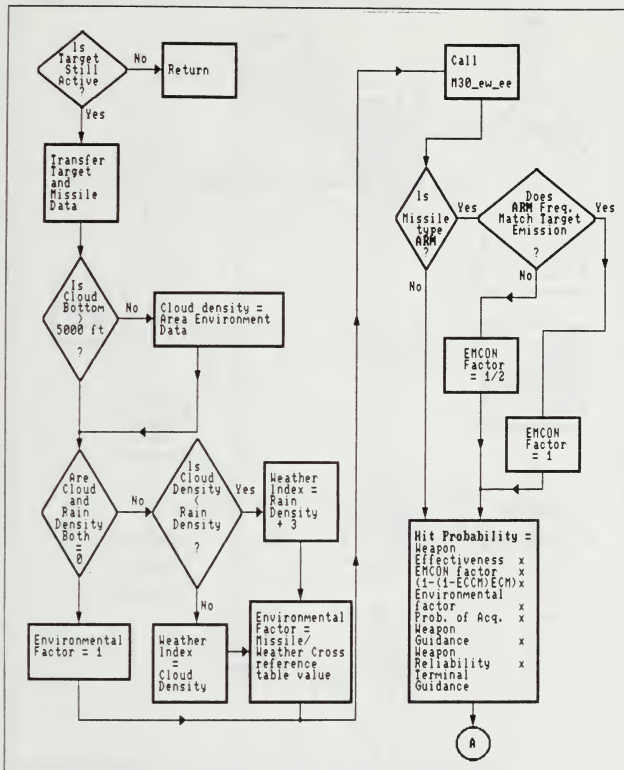 Is
Target
Still
Active
?
No
Return
Yes
Transfer
Target
and
Missile
Data
Is
Cloud
Bottom
>
5000 ft
?
No
Cloud_density =
Area Environment
Data
Are
Cloud
and
Rain
Density
Both
=
0
No
Is
Cloud
Density
<
Rain
Density
?
Yes
Weather
Index =
Rain
Density
+ 3
No
Environmental
Factor = 1
Weather
Index
=
Cloud
Density
Environmental
Factor =
Missile/
Weather Cross
reference
table value
Call
M30_ew_ee
Is
Missile
type
ARM
?
Yes
No
Does
ARM Freq.
Match Target
Emission
?
Yes
No
EMCON
Factor
= 1/2
EMCON
Factor
= 1
Hit Probability =
Weapon
Effectiveness x
EMCON factor x
(1-(1-ECCM)ECM)x
Environmental
factor x
Prob. of Acq. x
Weapon
Guidance x
Weapon
Reliability x
Terminal
Guidance
A